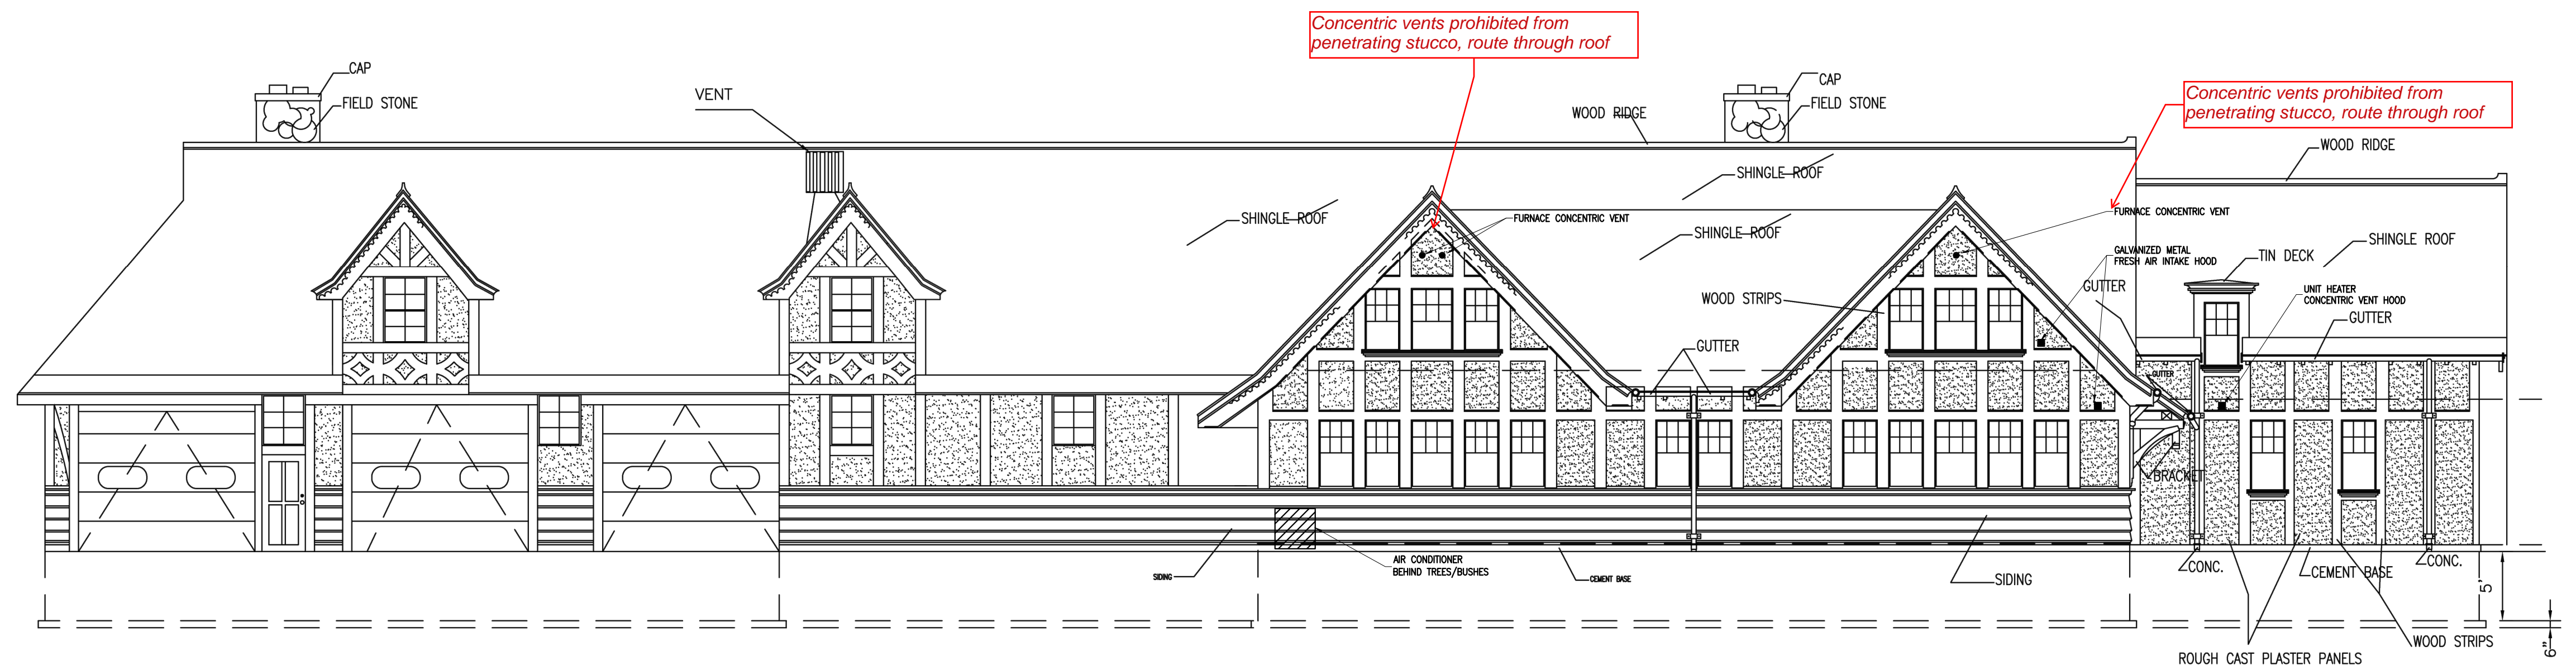 Concentric vents prohibited from
penetrating stucco, route through roof
CAP
FIELD STONE
VENT
WOOD RIDGE
CAP
FIELD STONE
Concentric vents prohibited from
penetrating stucco, route through roof
WOOD RIDGE
SHINGLE ROOF
SHINGLE ROOF
FURNACE CONCENTRIC VENT
SHINGLE ROOF
FURNACE CONCENTRIC VENT
SHINGLE ROOF
GALVANIZED METAL
FRESH AIR INTAKE HOOD
TIN DECK
GUTTER
UNIT HEATER
CONCENTRIC VENT HOOD
WOOD STRIPS
GUTTER
GUTTER
GUTTER
BRACKET
AIR CONDITIONER
BEHIND TREES/BUSHES
SIDING
CEMENT BASE
SIDING
CONC.
CEMENT BASE
CONC.
5'
6"
WOOD STRIPS
ROUGH CAST PLASTER PANELS